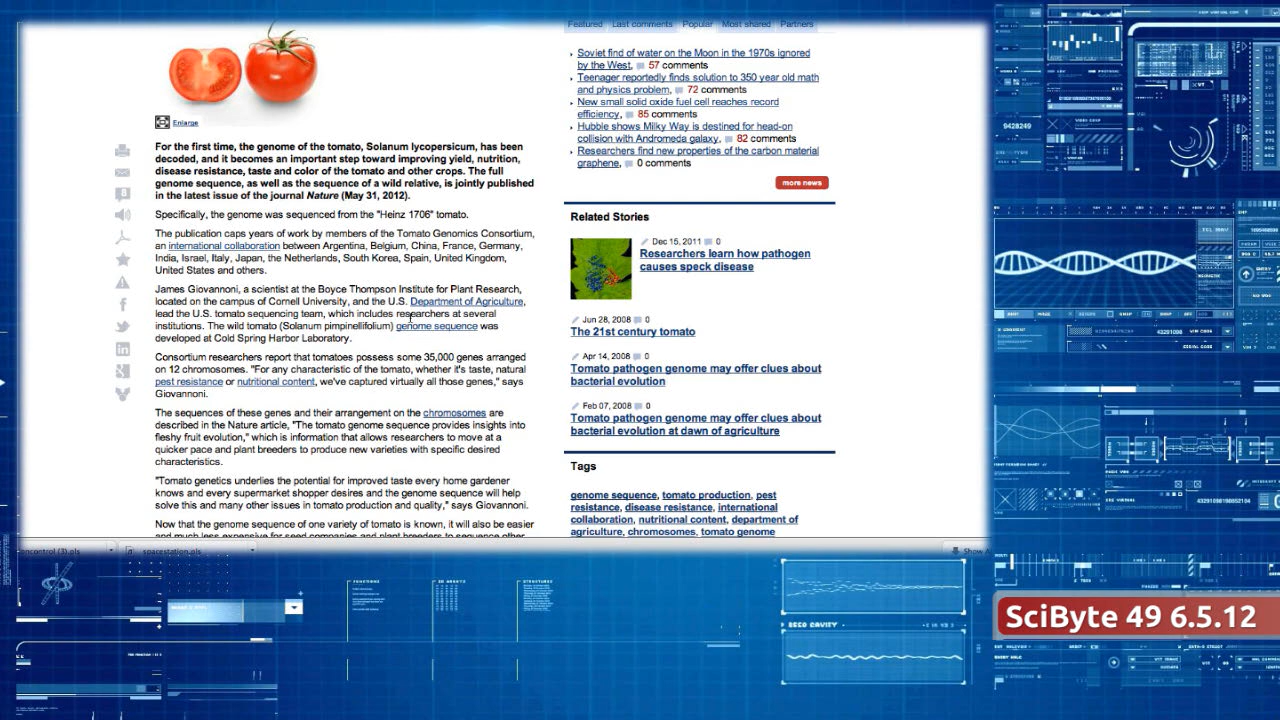 Featured Last comments Popular Most shared Partners
Soviet find of water on the Moon in the 1970s ignored
by the West, 57 comments
Teenager reportedly finds solution to 350 year old math
and physics problem, 72 comments
New small solid oxide fuel cell reaches record
efficiency, 85 comments
Hubble shows Milky Way is destined for head-on
collision with Andromeda galaxy, 82 comments
Researchers find new properties of the carbon material
graphene, 0 comments
more news
Enlarge
For the first time, the genome of the tomato, Solanum lycopersicum, has been
decoded, and it becomes an important step toward improving yield, nutrition,
disease resistance, taste and color of the tomato and other crops. The full
genome sequence, as well as the sequence of a wild relative, is jointly published
in the latest issue of the journal Nature (May 31, 2012).
Specifically, the genome was sequenced from the "Heinz 1706" tomato.
The publication caps years of work by members of the Tomato Genomics Consortium,
an international collaboration between Argentina, Belgium, China, France, Germany,
India, Israel, Italy, Japan, the Netherlands, South Korea, Spain, United Kingdom,
United States and others.
James Giovannoni, a scientist at the Boyce Thompson Institute for Plant Research,
located on the campus of Cornell University, and the U.S. Department of Agriculture,
lead the U.S. tomato sequencing team, which includes researchers at several
institutions. The wild tomato (Solanum pimpinellifolium) genome sequence was
developed at Cold Spring Harbor Laboratory.
Consortium researchers report that tomatoes possess some 35,000 genes arranged
on 12 chromosomes. "For any characteristic of the tomato, whether it's taste, natural
pest resistance or nutritional content, we've captured virtually all those genes," says
Giovannoni.
The sequences of these genes and their arrangement on the chromosomes are
described in the Nature article, "The tomato genome sequence provides insights into
fleshy fruit evolution," which is information that allows researchers to move at a
quicker pace and plant breeders to produce new varieties with specific desired
characteristics.
"Tomato genetics underlies the potential for improved taste every home gardener
knows and every supermarket shopper desires and the genome sequence will help
solve this and many other issues in tomato production and quality," says Giovannoni.
Now that the genome sequence of one variety of tomato is known, it will also be easier
and much less expensive for seed companies and plant breeders to sequence other
Related Stories
Dec 15, 2011 0
Researchers learn how pathogen
causes speck disease
Jun 28, 2008 0
The 21st century tomato
Apr 14, 2008 0
Tomato pathogen genome may offer clues about
bacterial evolution
Feb 07, 2008 0
Tomato pathogen genome may offer clues about
bacterial evolution at dawn of agriculture
Tags
genome sequence, tomato production, pest
resistance, disease resistance, international
collaboration, nutritional content, department of
agriculture, chromosomes, tomato genome
spacestation.pls
9428249
43291098
SciByte 49 6.5.12